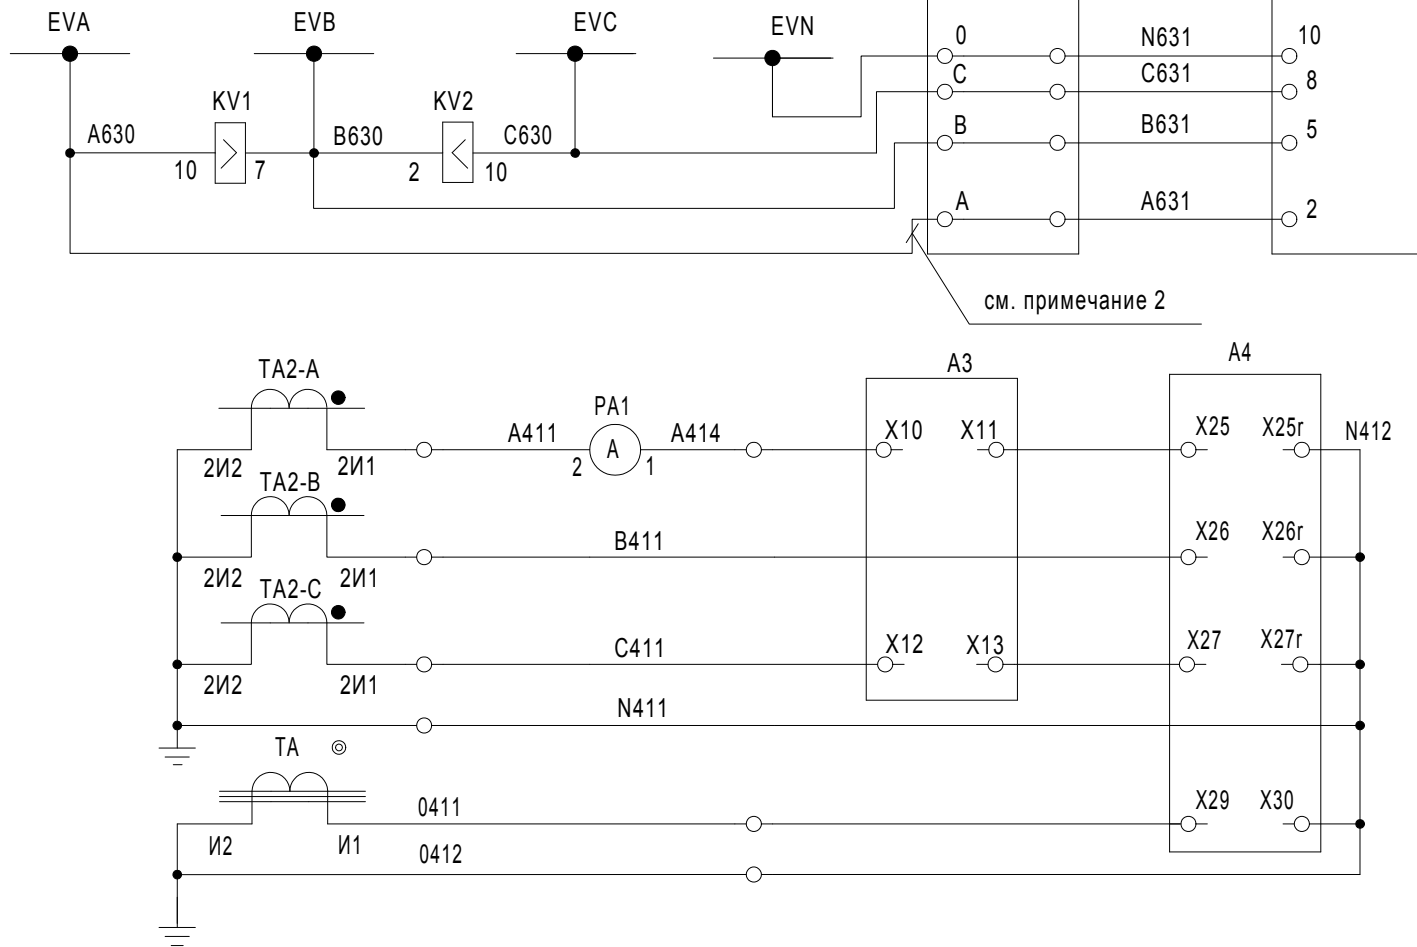 EVA EVB EVC EVN
0 N631 10
C C631 8
KV1 KV2
A630 B630 C630 B B631 5
10 7 2 10
A A631 2
см. примечание 2
TA2-A A3 A4
PA1
A411 A A414 X10 X11 X25 X25г N412
2И2 2И1 2 1
TA2-B
B411 X26 X26г
2И2 2И1
TA2-C
C411 X12 X13 X27 X27г
2И2 2И1
N411
TA
0411 X29 X30
И2 И1 0412